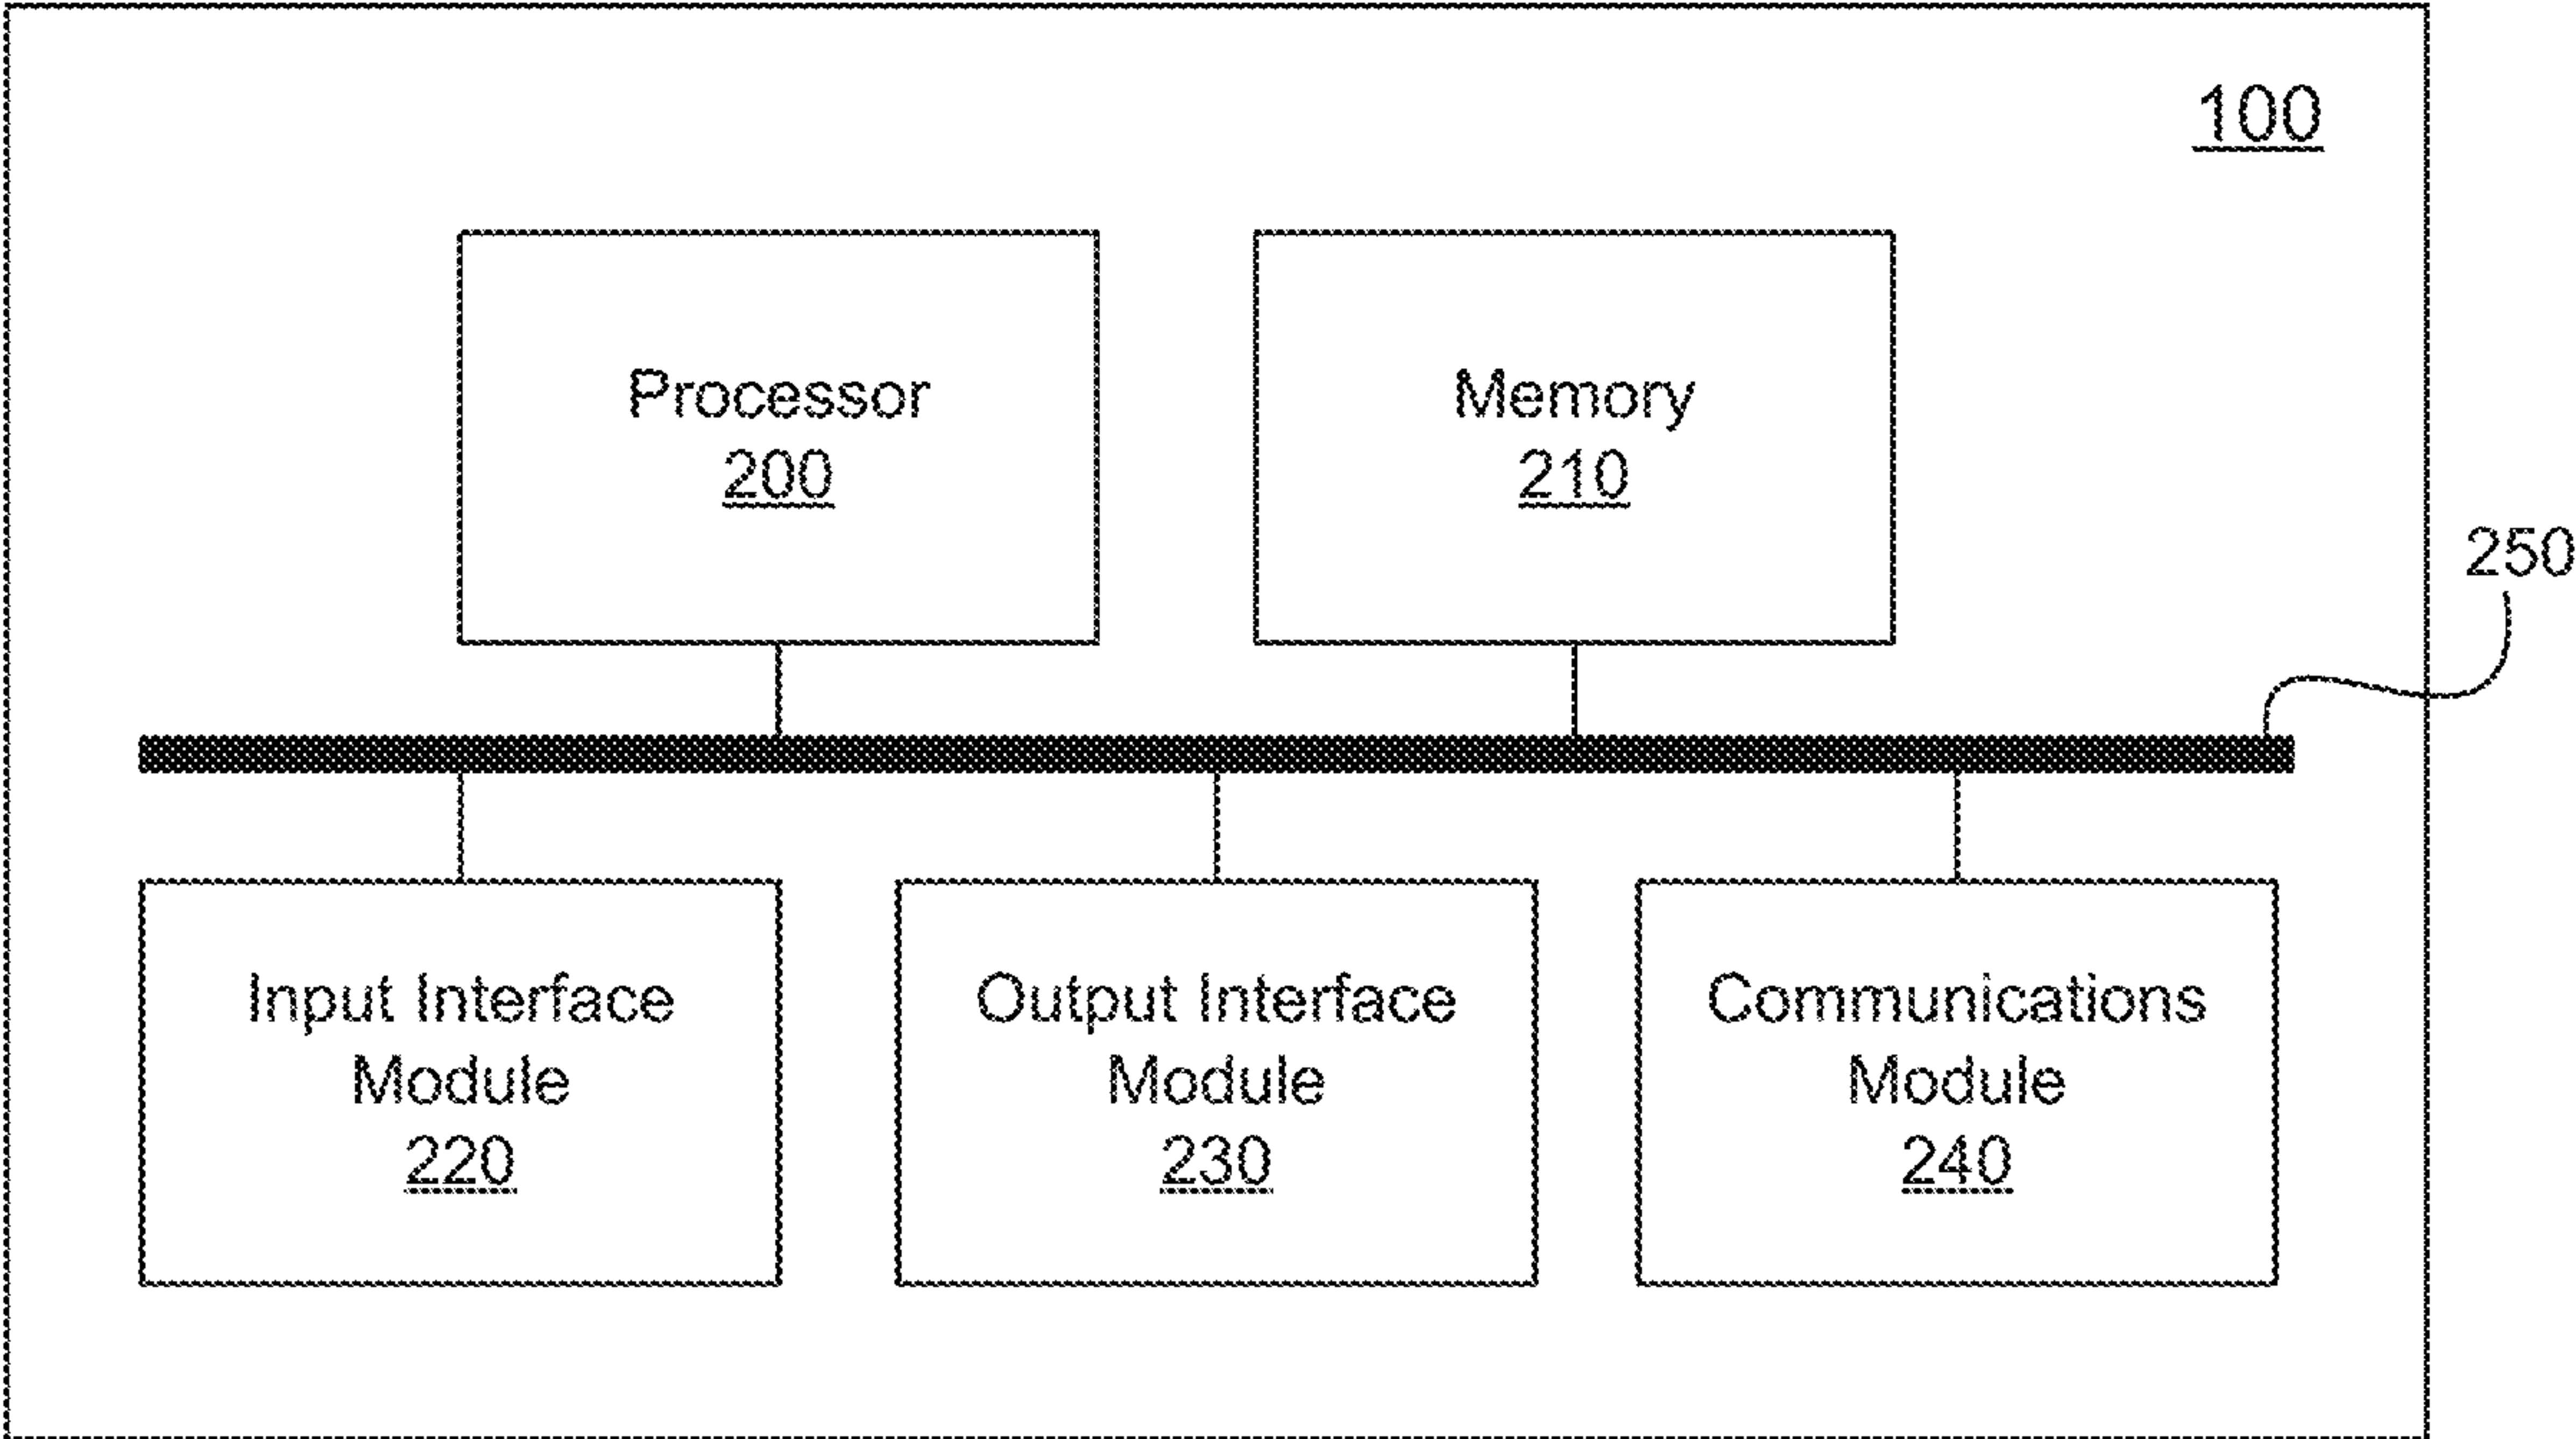 100
Processor
200
Memory
210
250
Input Interface
Module
220
Output Interface
Module
230
Communications
Module
240